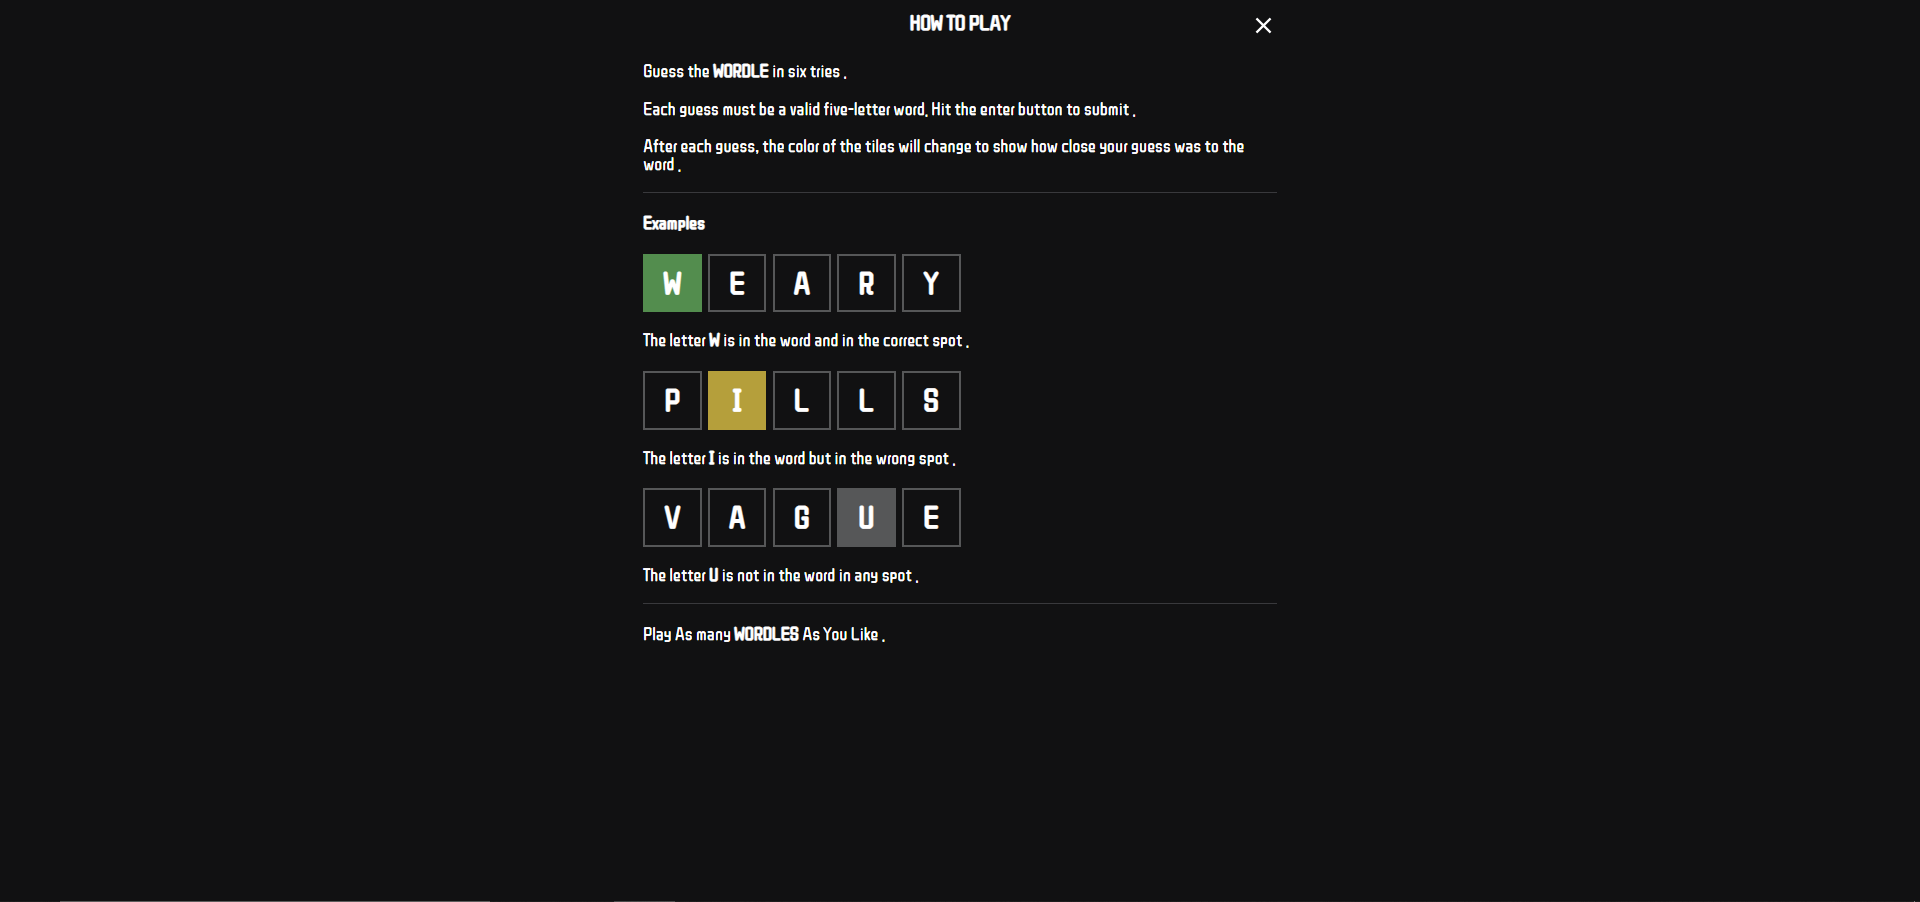 HOW TO PLAY
Guess the WORDLE in six tries .
Each guess must be a valid five-letter word. Hit the enter button to submit .
After each guess, the color of the tiles will change to show how close your guess was to the
word .
Examples
W E A R Y
The letter W is in the word and in the correct spot .
P I L L S
The letter I is in the word but in the wrong spot .
V A G U E
The letter U is not in the word in any spot .
Play As many WORDLES As You Like .